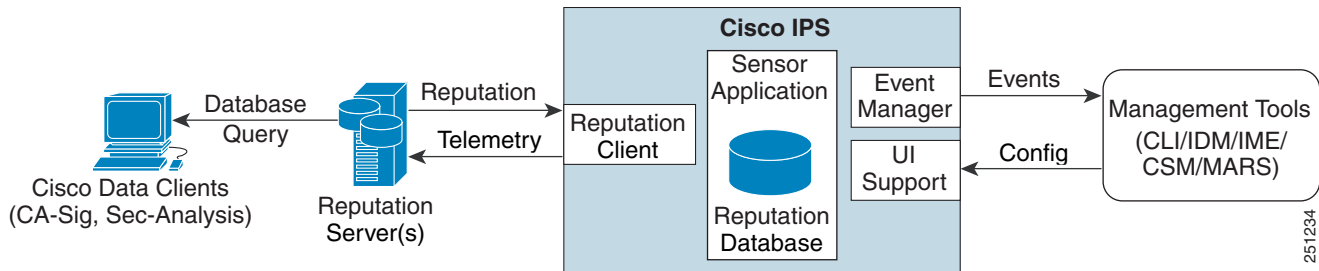 Cisco IPS
Database
Query
Cisco Data Clients
(CA-Sig, Sec-Analysis)
Reputation
Server(s)
Reputation
Telemetry
Reputation
Client
Sensor
Application
Reputation
Database
Event
Manager
UI
Support
Events
Config
Management Tools
(CLI/IDM/IME/
CSM/MARS)
251234